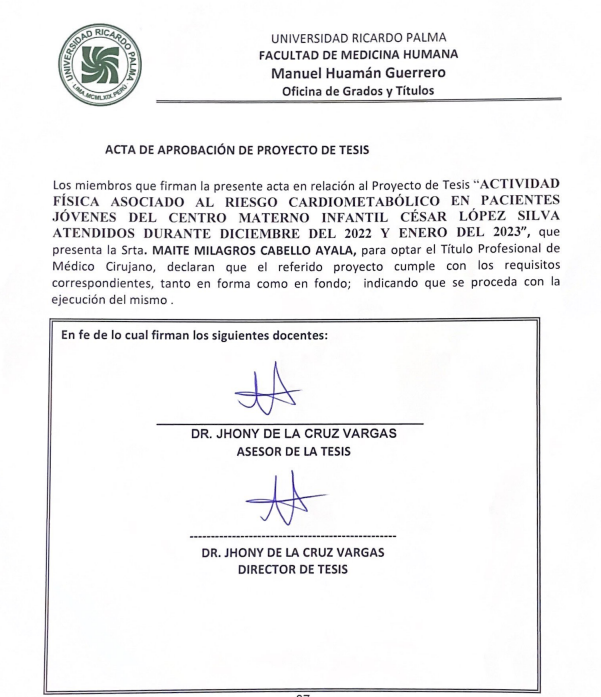 UNIVERSIDAD RICARDO PALMA
LIMA, MCMLXIX, PERÚ
UNIVERSIDAD RICARDO PALMA
FACULTAD DE MEDICINA HUMANA
Manuel Huamán Guerrero
Oficina de Grados y Títulos
ACTA DE APROBACIÓN DE PROYECTO DE TESIS
Los miembros que firman la presente acta en relación al Proyecto de Tesis “ACTIVIDAD
FÍSICA ASOCIADO AL RIESGO CARDIOMETABÓLICO EN PACIENTES
JÓVENES DEL CENTRO MATERNO INFANTIL CÉSAR LÓPEZ SILVA
ATENDIDOS DURANTE DICIEMBRE DEL 2022 Y ENERO DEL 2023”, que
presenta la Srta. MAITE MILAGROS CABELLO AYALA, para optar el Título Profesional de
Médico Cirujano, declaran que el referido proyecto cumple con los requisitos
correspondientes, tanto en forma como en fondo; indicando que se proceda con la
ejecución del mismo .
En fe de lo cual firman los siguientes docentes:
DR. JHONY DE LA CRUZ VARGAS
ASESOR DE LA TESIS
DR. JHONY DE LA CRUZ VARGAS
DIRECTOR DE TESIS